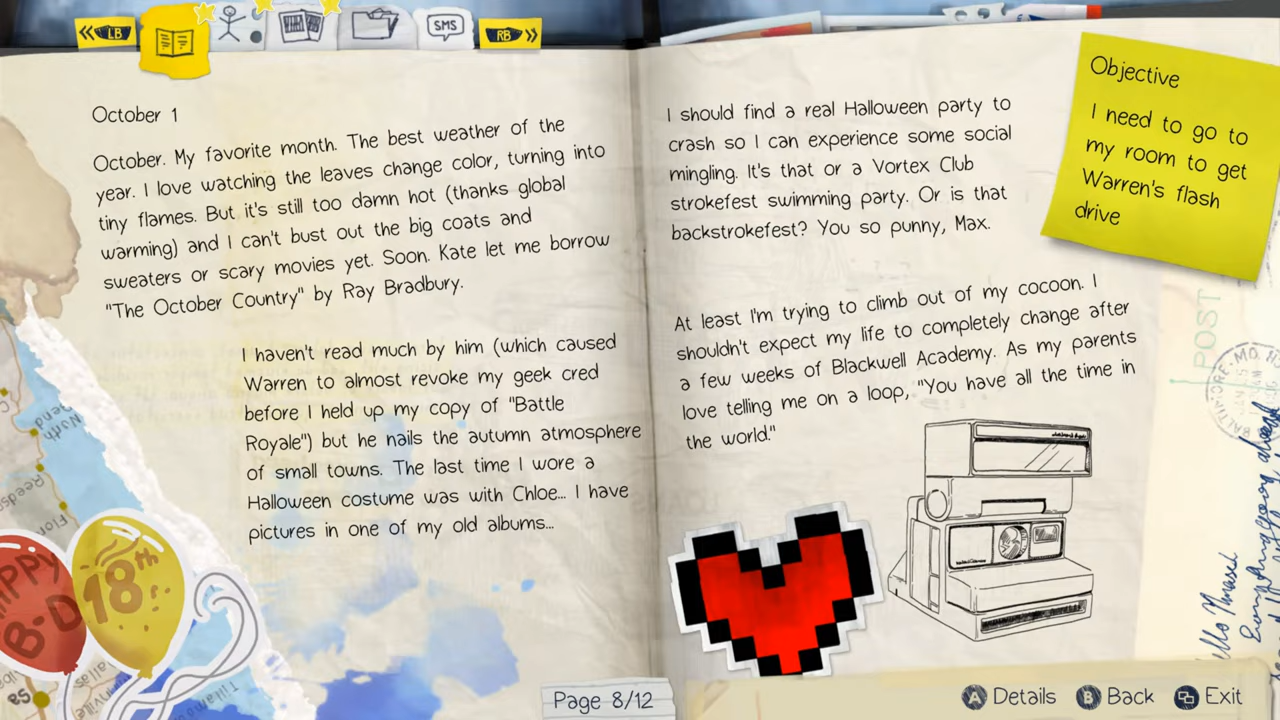 LB
SMS
RB
October 1
October. My favorite month. The best weather of the
year. I love watching the leaves change color, turning into
tiny flames. But it's still too damn hot (thanks global
warming) and I can't bust out the big coats and
sweaters or scary movies yet. Soon. Kate let me borrow
"The October Country" by Ray Bradbury.
I haven't read much by him (which caused
Warren to almost revoke my geek cred
before I held up my copy of "Battle
Royale") but he nails the autumn atmosphere
of small towns. The last time I wore a
Halloween costume was with Chloe... I have
pictures in one of my old albums...
I should find a real Halloween party to
crash so I can experience some social
mingling. It's that or a Vortex Club
strokefest swimming party. Or is that
backstrokefest? You so punny, Max.
At least I'm trying to climb out of my cocoon. I
shouldn't expect my life to completely change after
a few weeks of Blackwell Academy. As my parents
love telling me on a loop, "You have all the time in
the world."
Objective
I need to go to
my room to get
Warren's flash
drive
POST
North
Bend
B-D
18th
Page 8/12
A Details
B Back
Exit